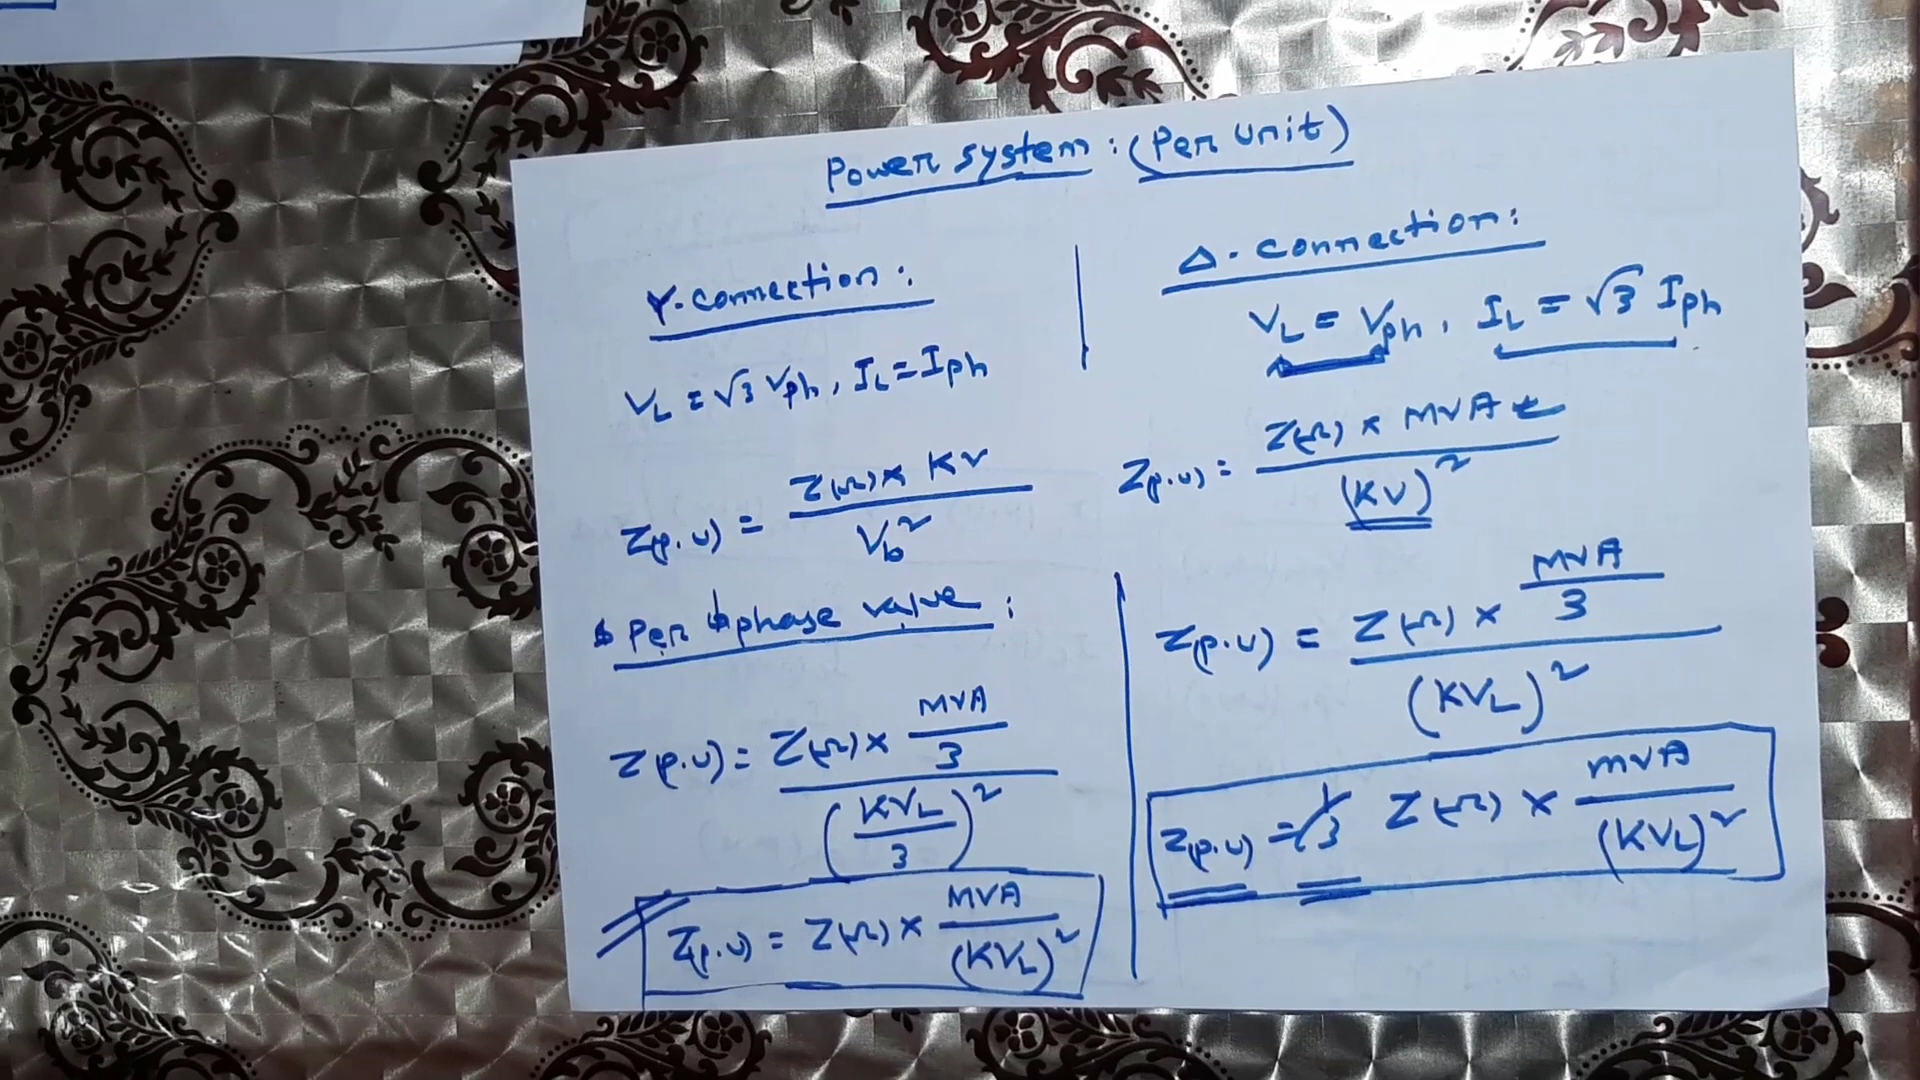 Power system : (Per unit)
Y-connection :
VL = √3 Vph, IL = Iph
Z(p.u) = Z(Ω) x KV / Vb²
Per phase value :
Z(p.u) = Z(Ω) x MVA/3 / (KVL/3)²
Z(p.u) = Z(Ω) x MVA / (KVL)²
Δ-connection :
VL = Vph, IL = √3 Iph
Z(p.u) = Z(Ω) x MVA / (KV)²
Z(p.u) = Z(Ω) x MVA/3 / (KVL)²
Z(p.u) = 1/3 Z(Ω) x MVA / (KVL)²